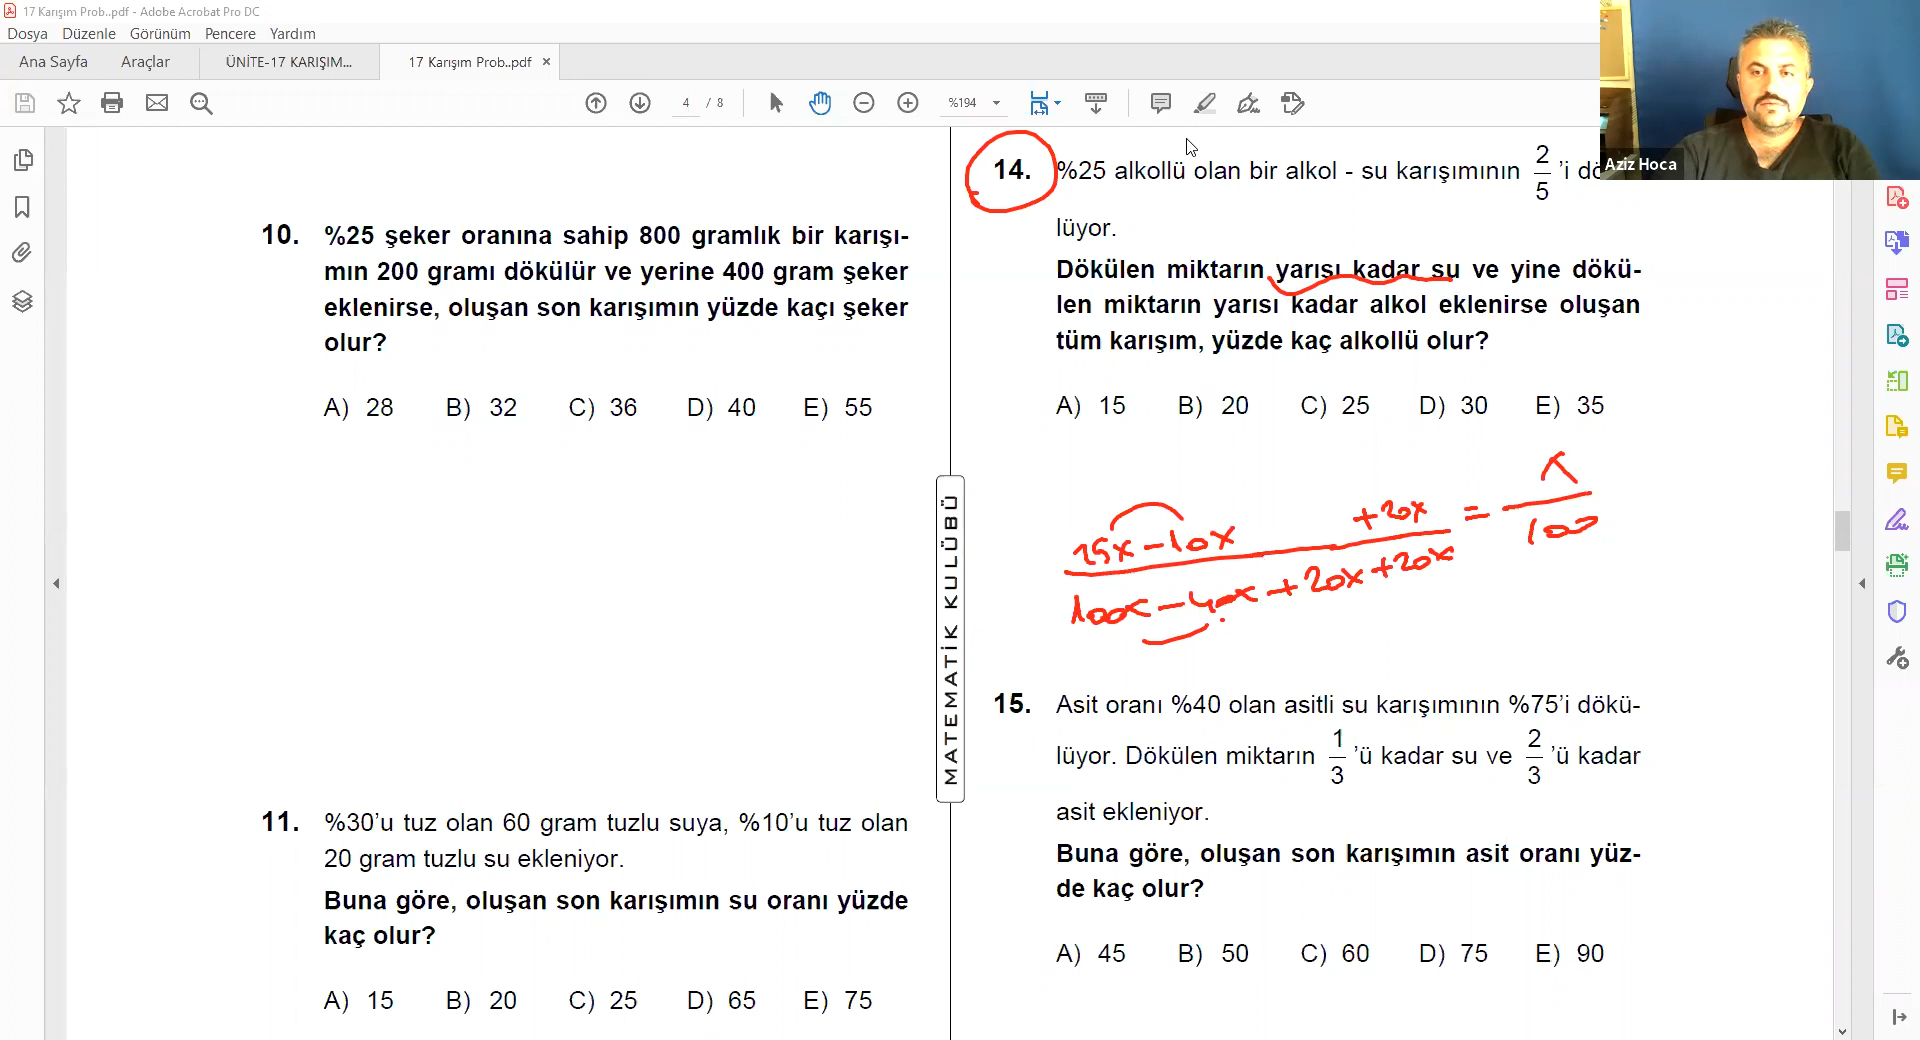 17 Karışım Prob..pdf - Adobe Acrobat Pro DC
Dosya Düzenle Görünüm Pencere Yardım
Ana Sayfa Araçlar ÜNİTE-17 KARIŞIM... 17 Karışım Prob..pdf ×
4 / 8 %194
Aziz Hoca
10. %25 şeker oranına sahip 800 gramlık bir karışı-
mın 200 gramı dökülür ve yerine 400 gram şeker
eklenirse, oluşan son karışımın yüzde kaçı şeker
olur?
A) 28 B) 32 C) 36 D) 40 E) 55
11. %30'u tuz olan 60 gram tuzlu suya, %10'u tuz olan
20 gram tuzlu su ekleniyor.
Buna göre, oluşan son karışımın su oranı yüzde
kaç olur?
A) 15 B) 20 C) 25 D) 65 E) 75
MATEMATİK KULÜBÜ
14. %25 alkollü olan bir alkol - su karışımının 2/5 'i dö
lüyor.
Dökülen miktarın yarısı kadar su ve yine dökü-
len miktarın yarısı kadar alkol eklenirse oluşan
tüm karışım, yüzde kaç alkollü olur?
A) 15 B) 20 C) 25 D) 30 E) 35
25x - 10x + 20x =
100x - 40x + 20x + 20x 100
15. Asit oranı %40 olan asitli su karışımının %75'i dökü-
lüyor. Dökülen miktarın 1/3 'ü kadar su ve 2/3 'ü kadar
asit ekleniyor.
Buna göre, oluşan son karışımın asit oranı yüz-
de kaç olur?
A) 45 B) 50 C) 60 D) 75 E) 90